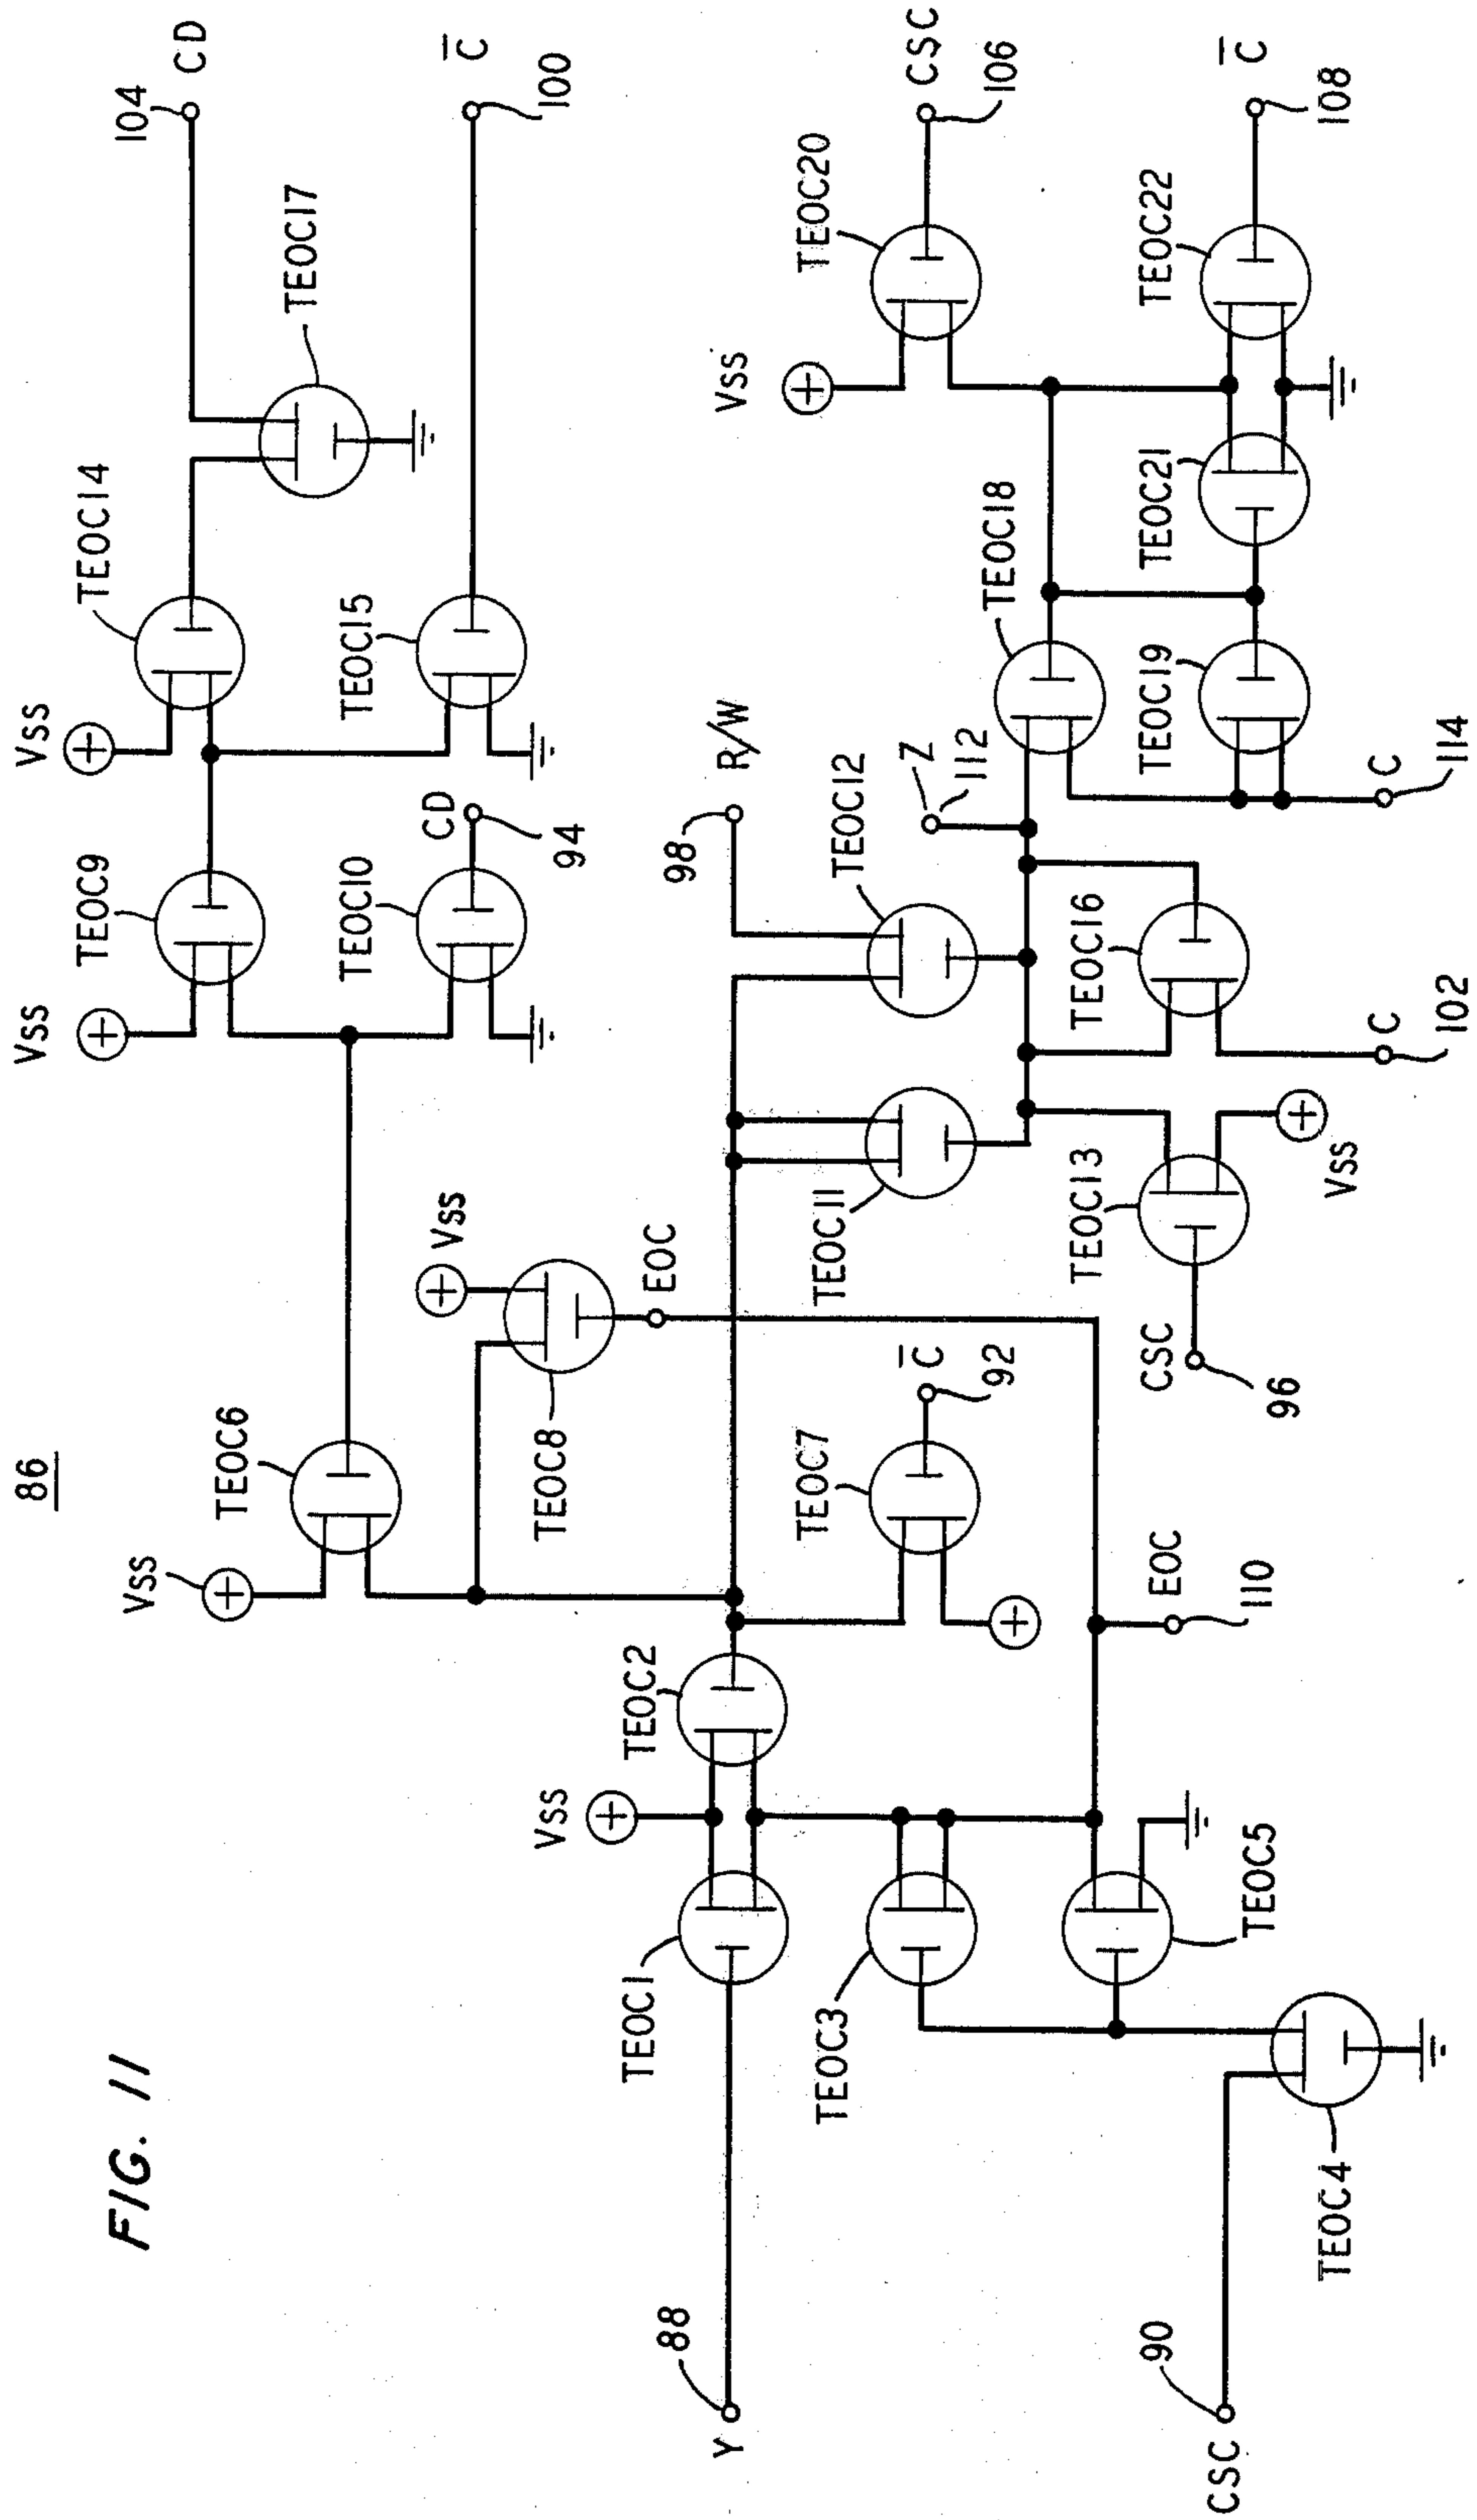 FIG. 11
86
Y
88
CSC
90
TEOC1
TEOC2
TEOC3
TEOC4
TEOC5
VSS
VSS
TEOC6
TEOC7
C̅
92
EOC
110
TEOC8
VSS
EOC
VSS
TEOC9
TEOC10
CD
94
TEOC11
TEOC12
98
R/W
CSC
96
TEOC13
VSS
TEOC16
C
102
Z
112
VSS
TEOC14
TEOC15
TEOC17
104
CD
C̅
100
TEOC18
TEOC19
C
114
VSS
TEOC20
TEOC21
TEOC22
CSC
106
C̅
108